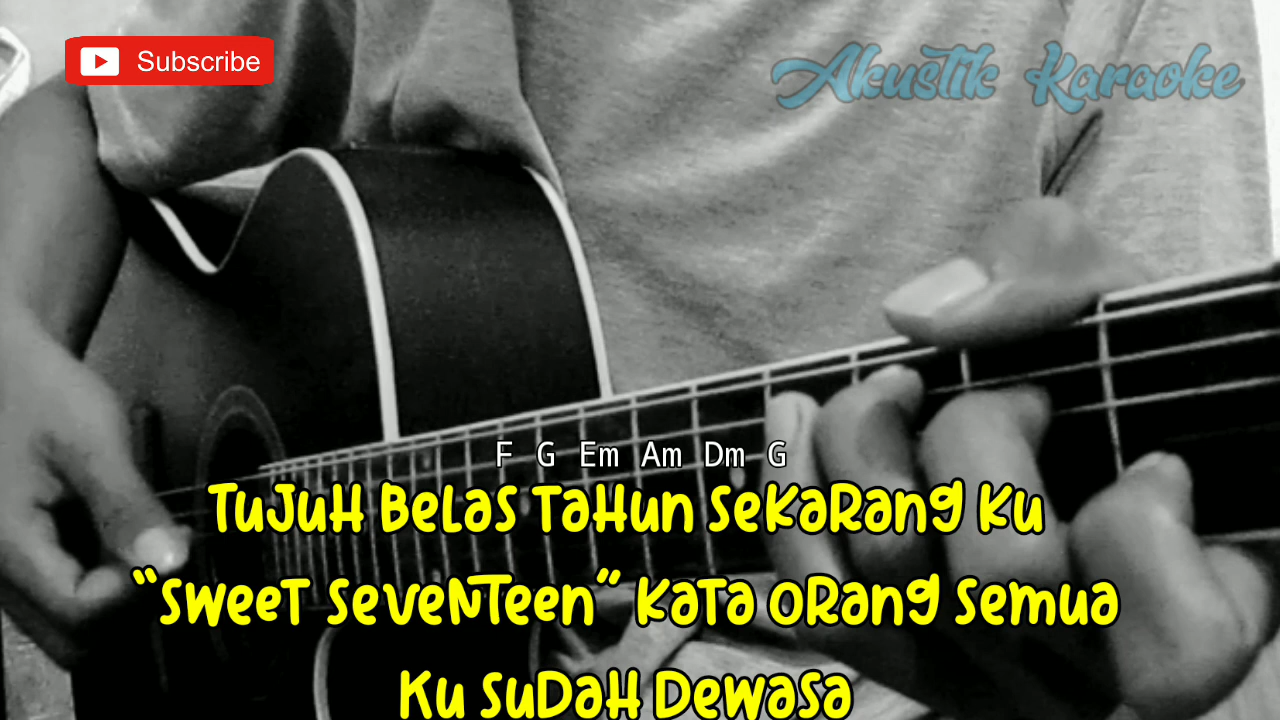 Subscribe
Akustik Karaoke
F G Em Am Dm G
TuJuH BeLas TaHun SeKaRang Ku
“SweeT SeveNTeen” KaTa ORang Semua
Ku SuDaH Dewasa